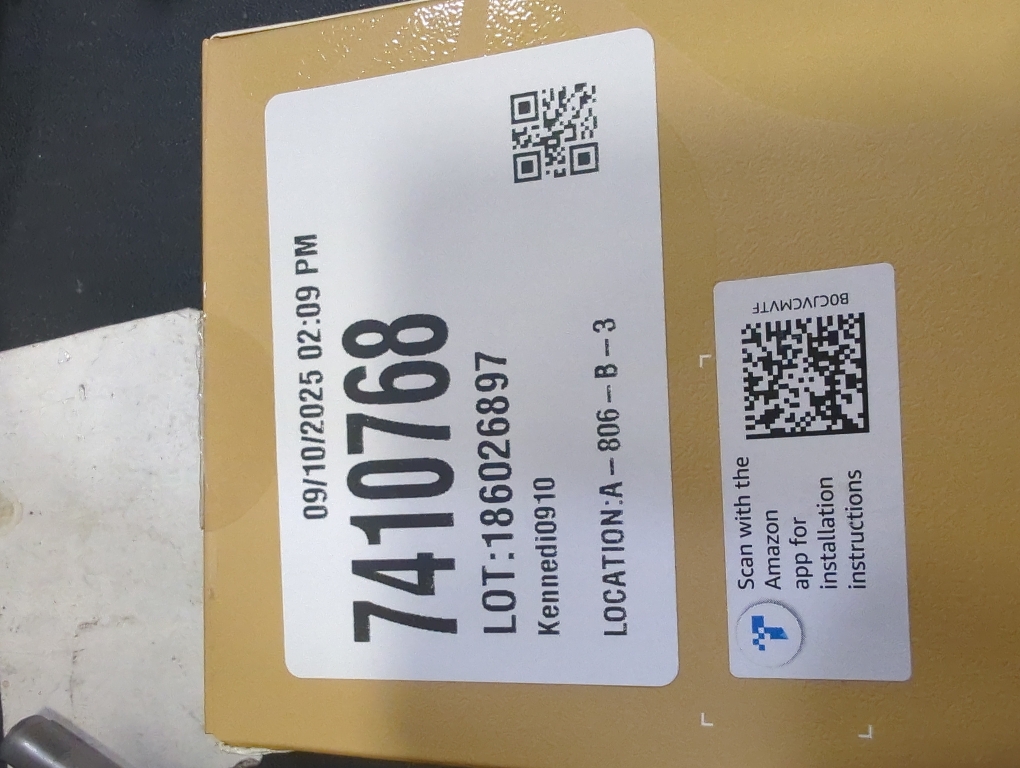 09/10/2025 02:09 PM
7410768
LOT:186026897
Kennedi0910
LOCATION:A-806-B-3
Scan with the
Amazon
app for
installation
instructions
B0CJVCMVTF